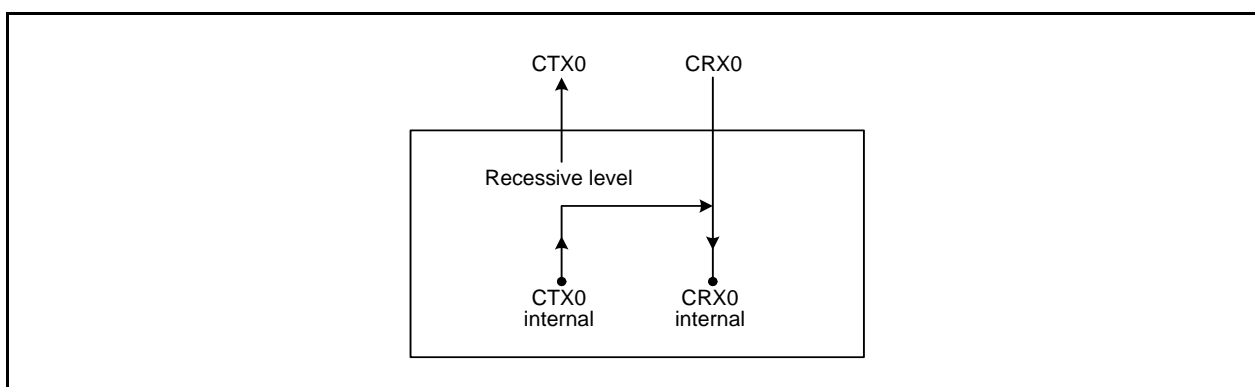 CTX0
CRX0
Recessive level
CTX0
internal
CRX0
internal